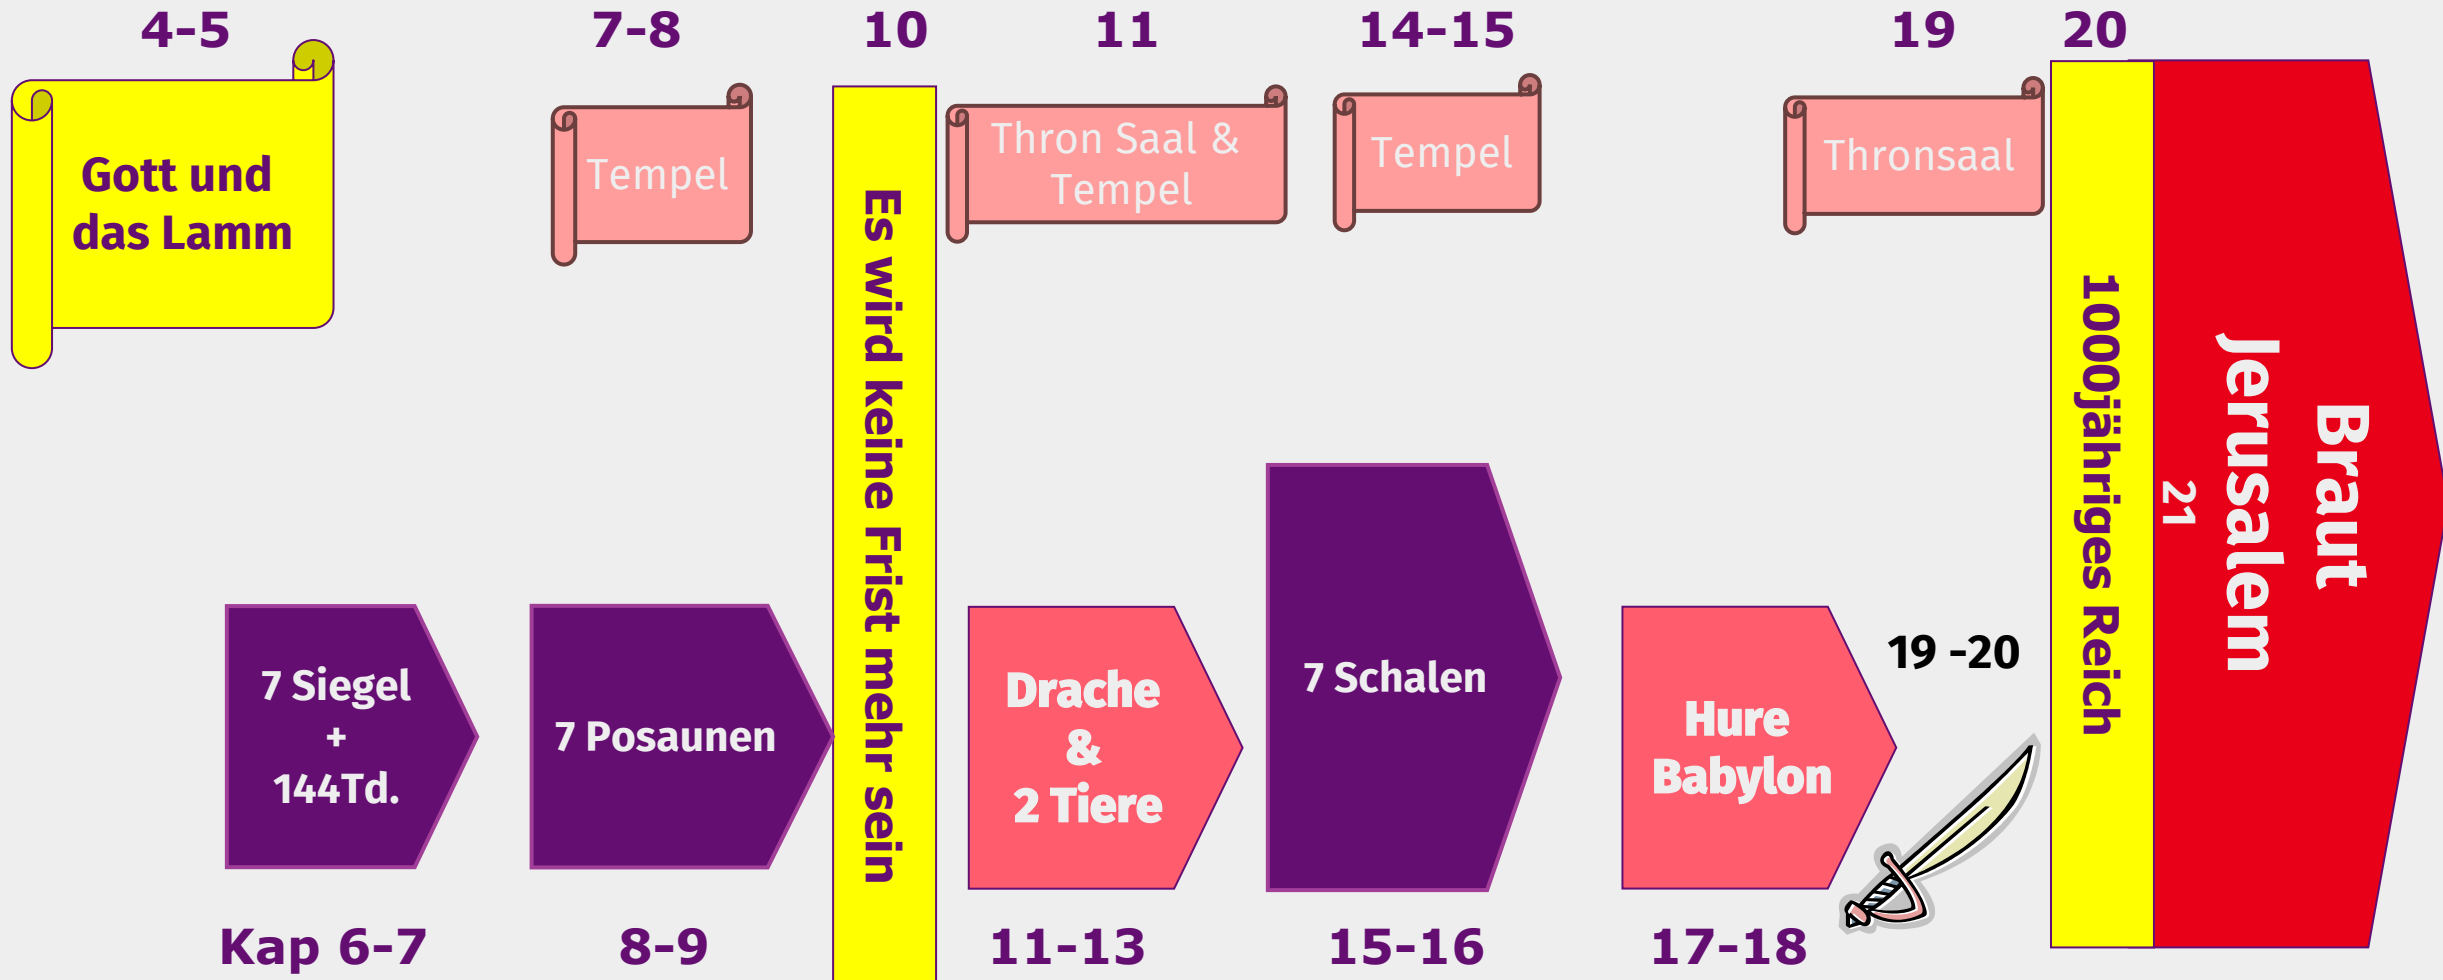 4-5
7-8
10
11
14-15
19
20
Gott und
das Lamm
Tempel
Thron Saal &
Tempel
Tempel
Thronsaal
Es wird keine Frist mehr sein
1000jähriges Reich
Braut
Jerusalem
21
7 Siegel
+
144Td.
7 Posaunen
Drache
&
2 Tiere
7 Schalen
Hure
Babylon
19 -20
Kap 6-7
8-9
11-13
15-16
17-18